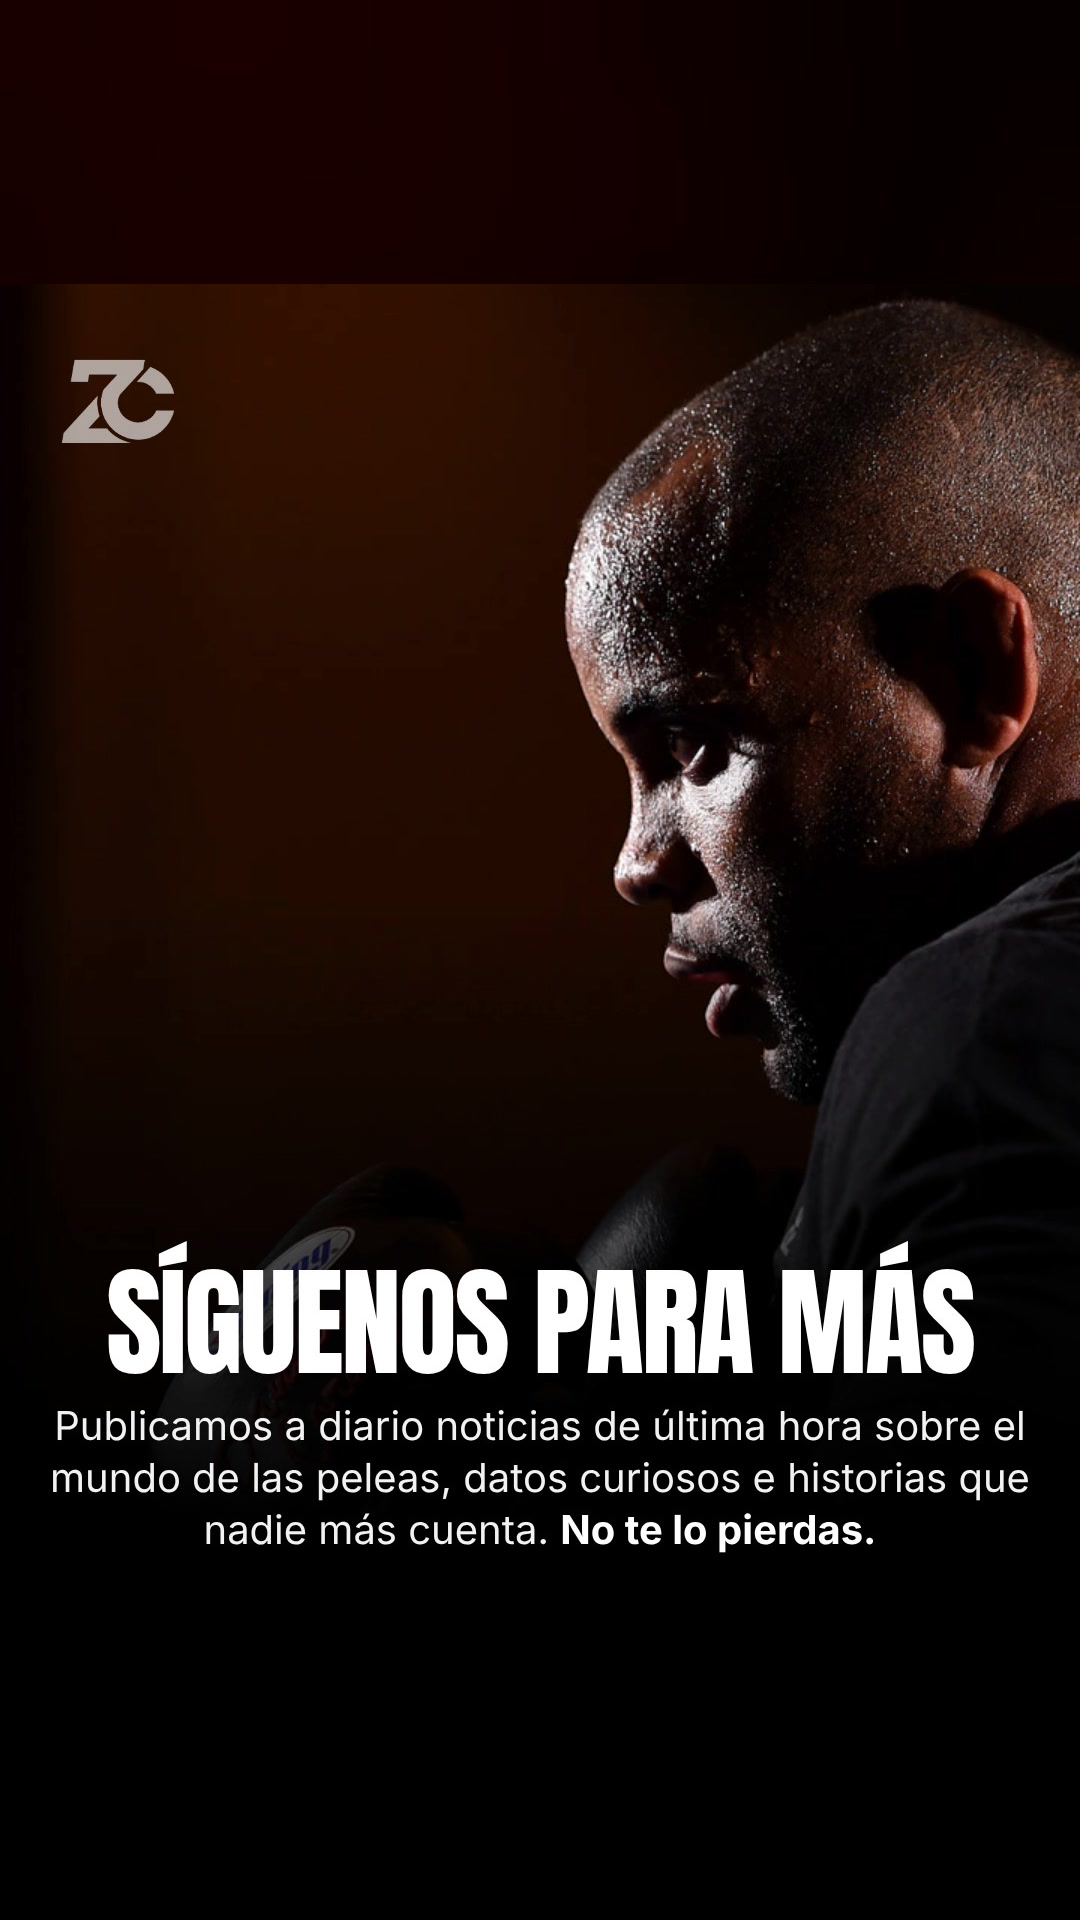 ZC
SÍGUENOS PARA MÁS
Publicamos a diario noticias de última hora sobre el
mundo de las peleas, datos curiosos e historias que
nadie más cuenta. No te lo pierdas.